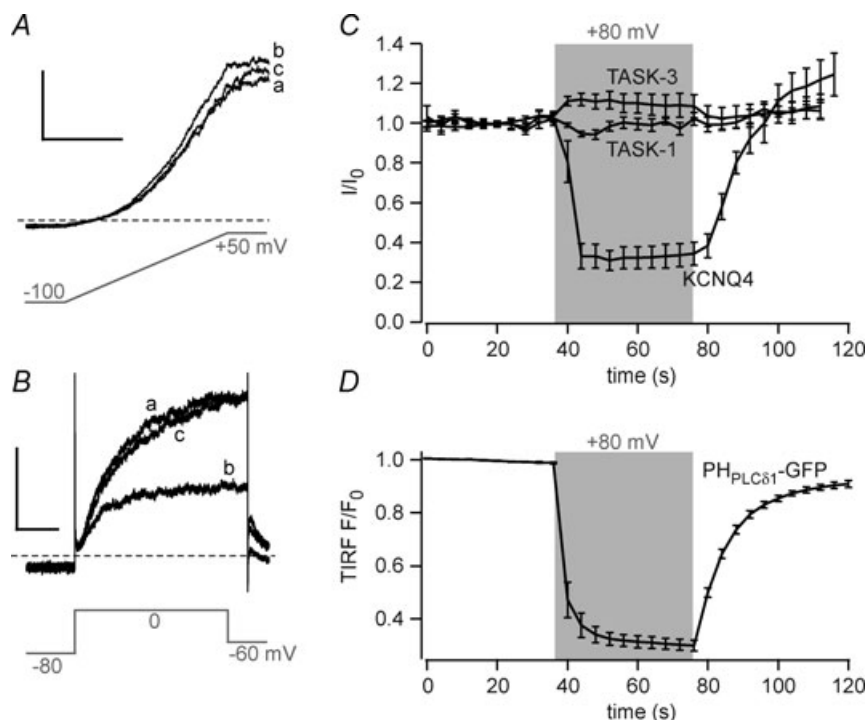 A
b
c
a
+50 mV
-100
B
a
c
b
0
-80
-60 mV
C
+80 mV
1.4
1.2
1.0
0.8
0.6
0.4
0.2
0.0
I/I0
TASK-3
TASK-1
KCNQ4
0 20 40 60 80 100 120
time (s)
D
+80 mV
1.0
0.8
0.6
0.4
TIRF F/F0
PHPLCδ1-GFP
0 20 40 60 80 100 120
time (s)